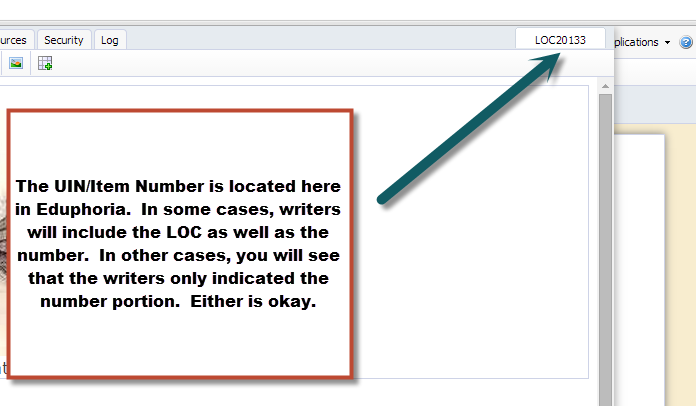 urces Security Log LOC20133 plications
The UIN/Item Number is located here
in Eduphoria. In some cases, writers
will include the LOC as well as the
number. In other cases, you will see
that the writers only indicated the
number portion. Either is okay.